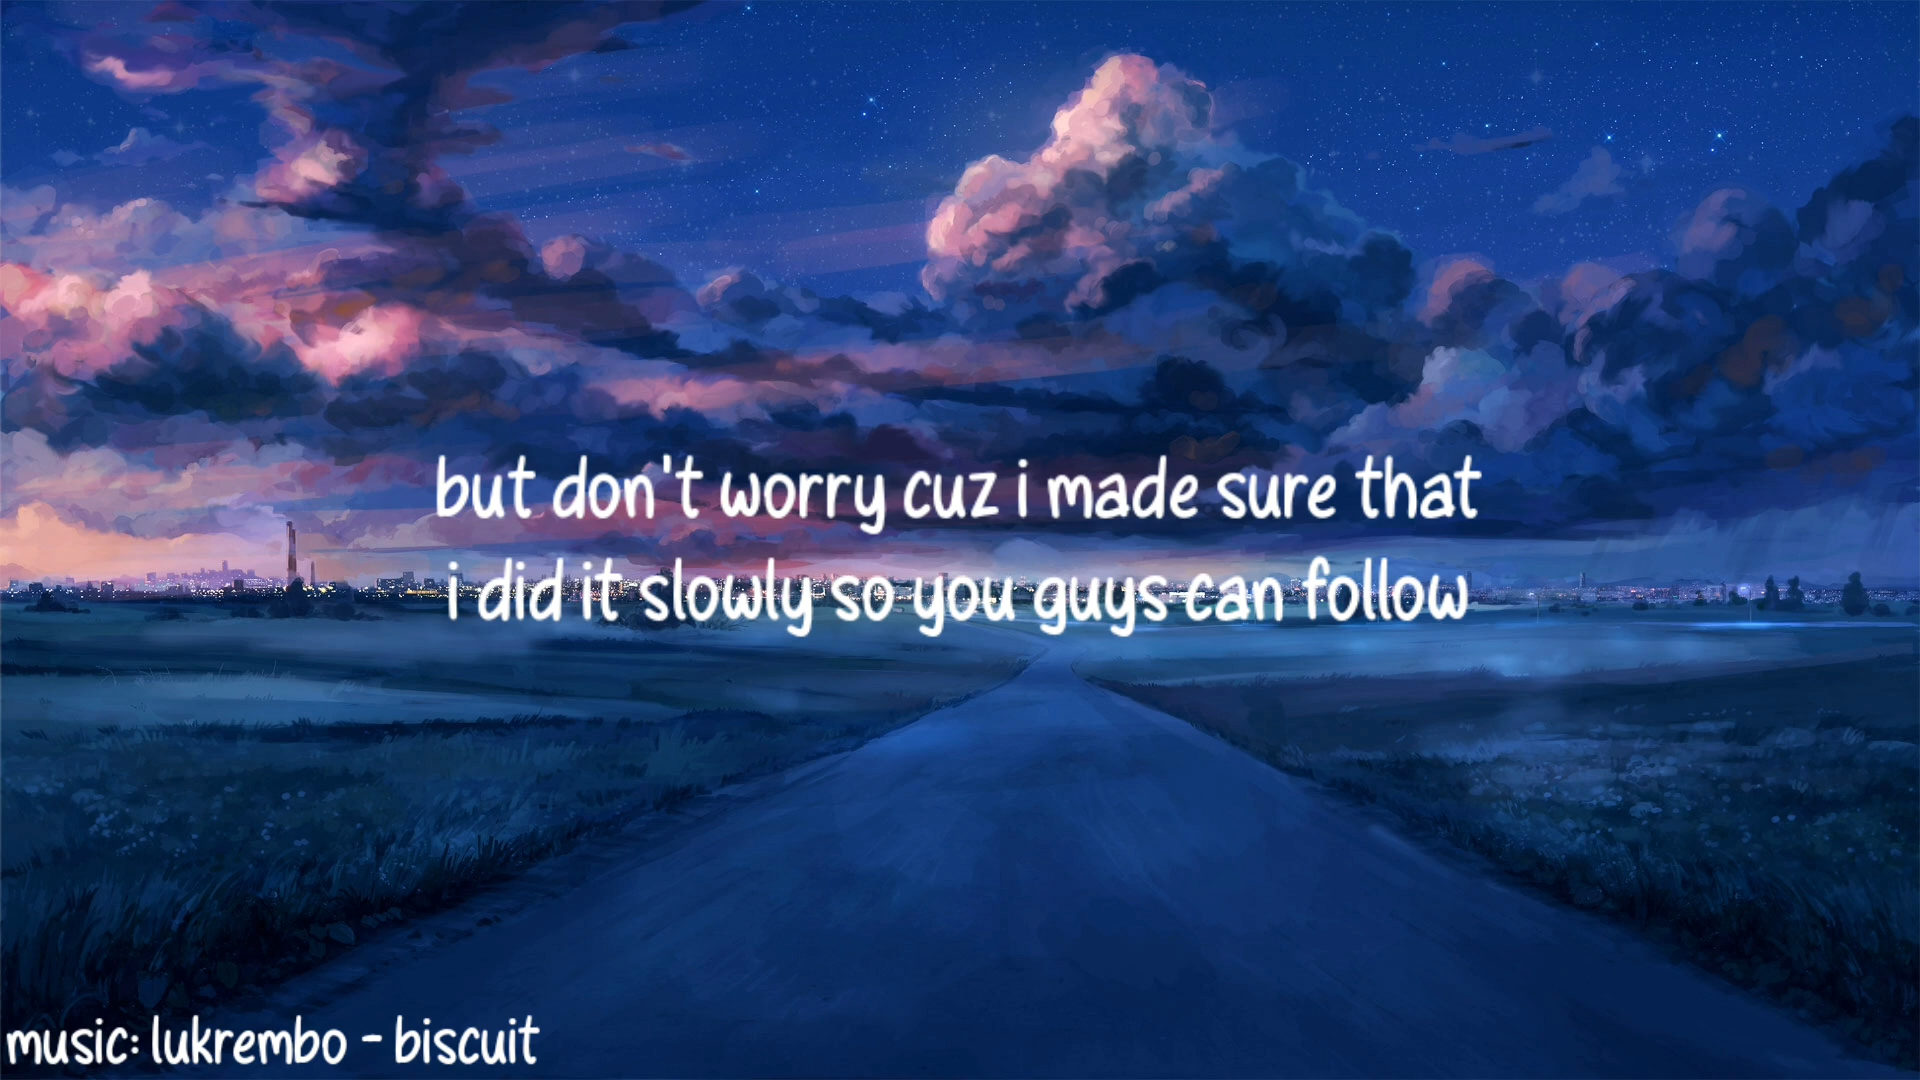 but don't worry cuz i made sure that
i did it slowly so you guys can follow
music: lukrembo - biscuit